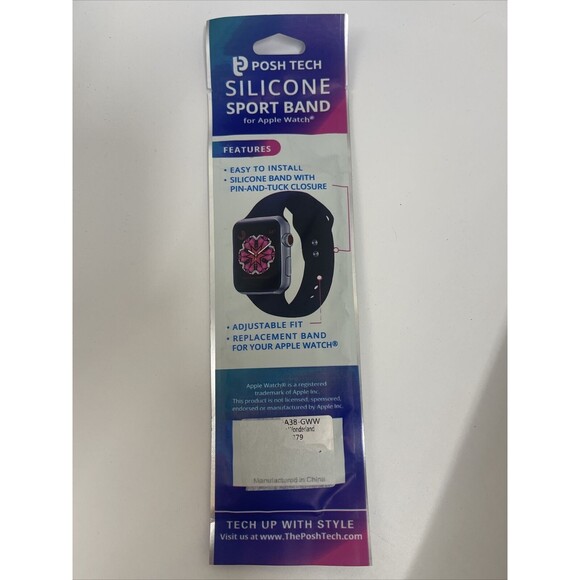 POSH TECH
SILICONE
SPORT BAND
for Apple Watch®
FEATURES
• EASY TO INSTALL
• SILICONE BAND WITH
PIN-AND-TUCK CLOSURE
• ADJUSTABLE FIT
• REPLACEMENT BAND
FOR YOUR APPLE WATCH®
Apple Watch® is a registered
trademark of Apple Inc.
This product is not licensed, sponsored,
endorsed or manufactured by Apple Inc.
A38-GWW
Wonderland
79
Manufactured in China
TECH UP WITH STYLE
Visit us at www.ThePoshTech.com